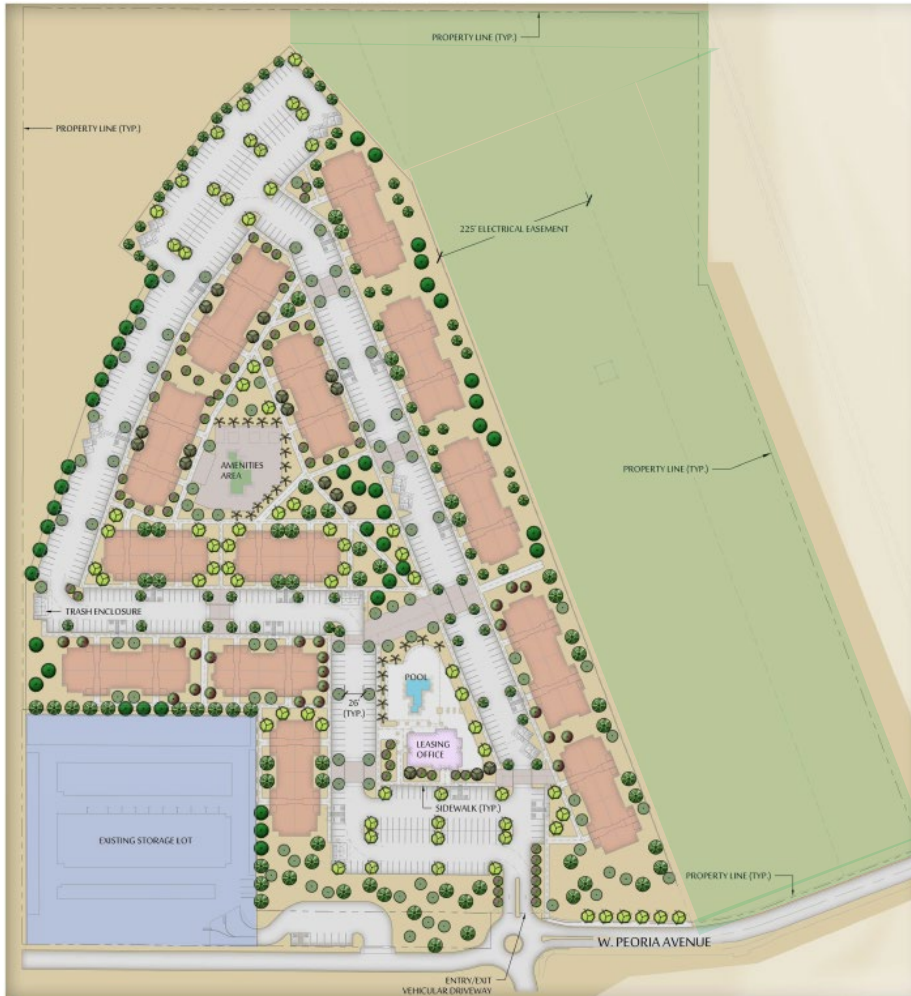 PROPERTY LINE (TYP.)
PROPERTY LINE (TYP.)
225' ELECTRICAL EASEMENT
AMENITIES
AREA
PROPERTY LINE (TYP.)
TRASH ENCLOSURE
POOL
26'
(TYP.)
LEASING
OFFICE
SIDEWALK (TYP.)
EXISTING STORAGE LOT
PROPERTY LINE (TYP.)
W. PEORIA AVENUE
ENTRY/EXIT
VEHICULAR DRIVEWAY